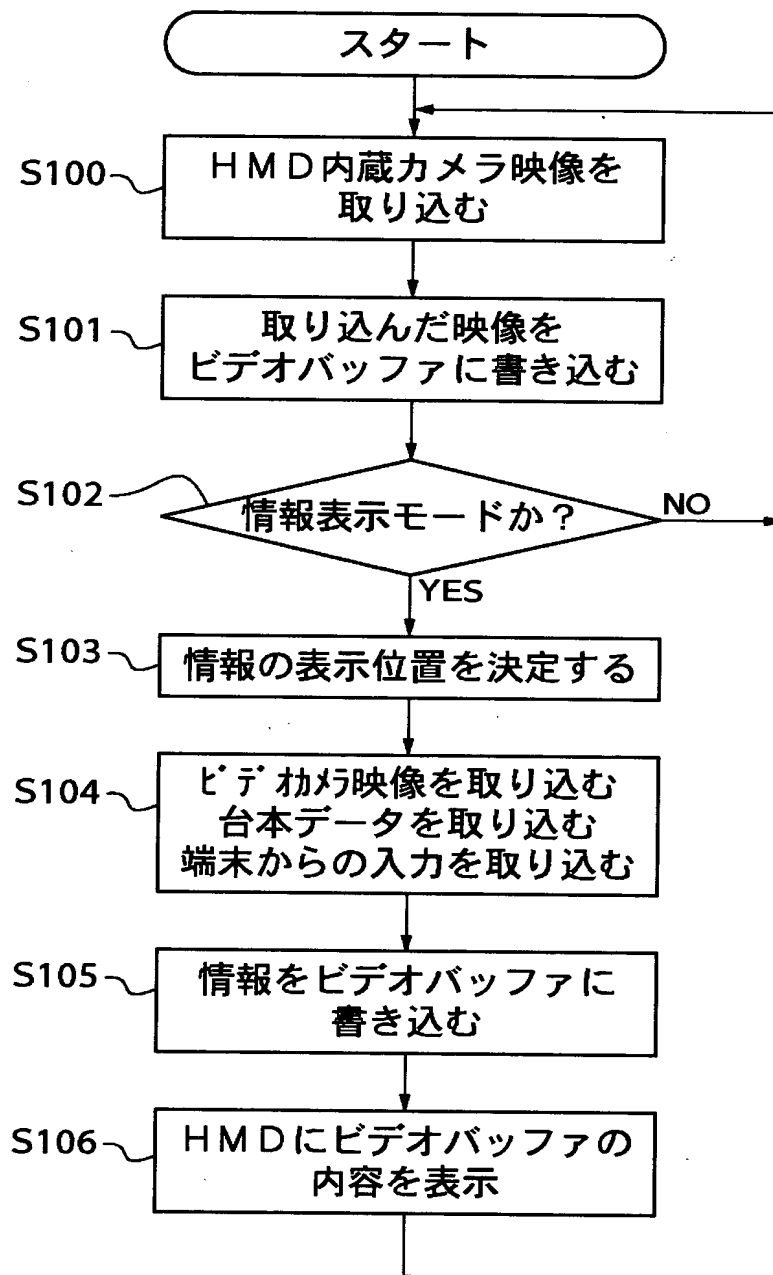 スタート
S100
HMD内蔵カメラ映像を
取り込む
S101
取り込んだ映像を
ビデオバッファに書き込む
S102
情報表示モードか?
NO
YES
S103
情報の表示位置を決定する
S104
ビデオカメラ映像を取り込む
台本データを取り込む
端末からの入力を取り込む
S105
情報をビデオバッファに
書き込む
S106
HMDにビデオバッファの
内容を表示